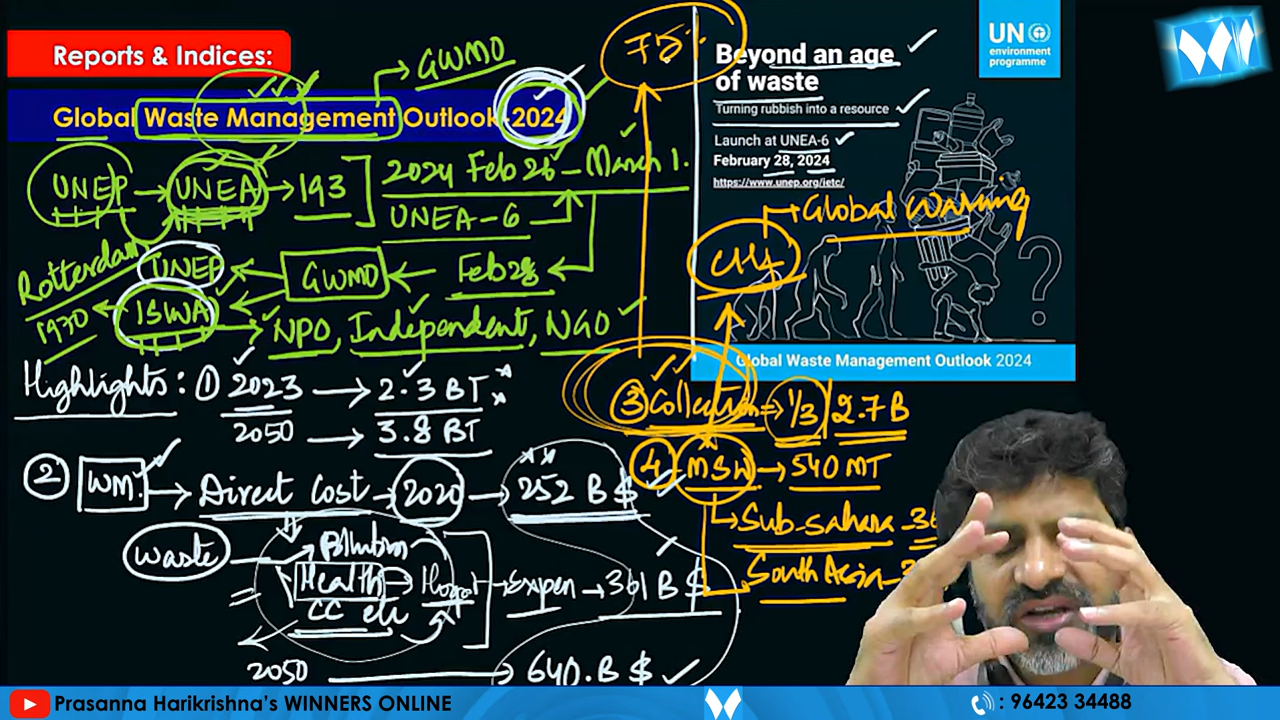 Reports & Indices:
Global Waste Management Outlook-2024
GWMO
75%
UNEP → UNEA → 193
2024 Feb 26 - March 1.
UNEA-6
Rotterdam
UNEP
GWMO
Feb 28
1970
ISWA
NPO, Independent, NGO
Highlights: ① 2023 → 2.3 BT
2050 → 3.8 BT
② WM. → Direct Cost → 2020 → 252 B $
waste
Pollution
Health
CC etc
Expen → 361 B $
2050 → 640.B $
UN
environment
programme
Beyond an age
of waste
Turning rubbish into a resource
Launch at UNEA-6
February 28, 2024
https://www.unep.org/ietc/
Global warming
CH4
?
Global Waste Management Outlook 2024
③ Collection = 1/3 2.7 B
④ MSW → 540 MT
Sub-Sahara - 36
South Asia -
W
Prasanna Harikrishna's WINNERS ONLINE
W
: 96423 34488